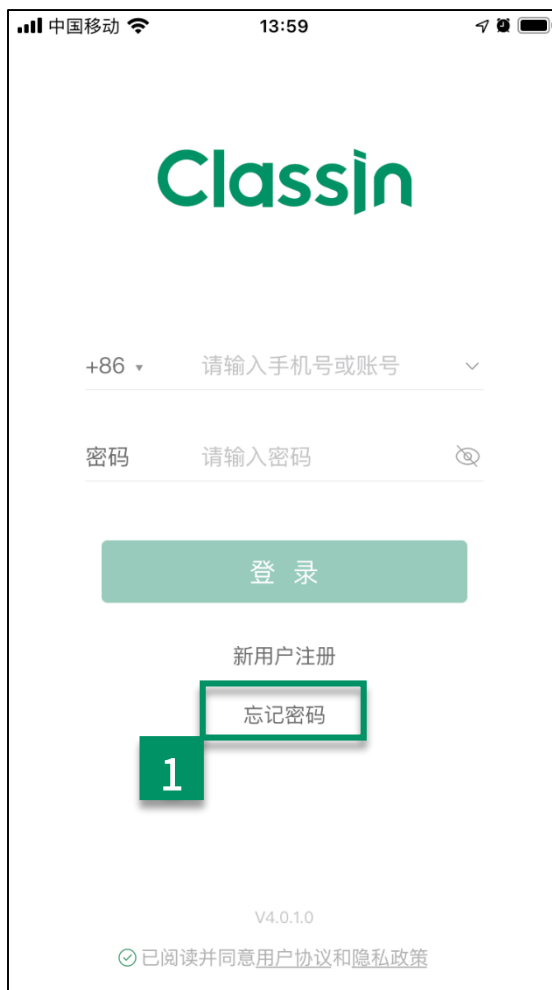 中国移动 13:59
ClassIn
+86 请输入手机号或账号
密码 请输入密码
登 录
新用户注册
忘记密码
1
V4.0.1.0
已阅读并同意用户协议和隐私政策